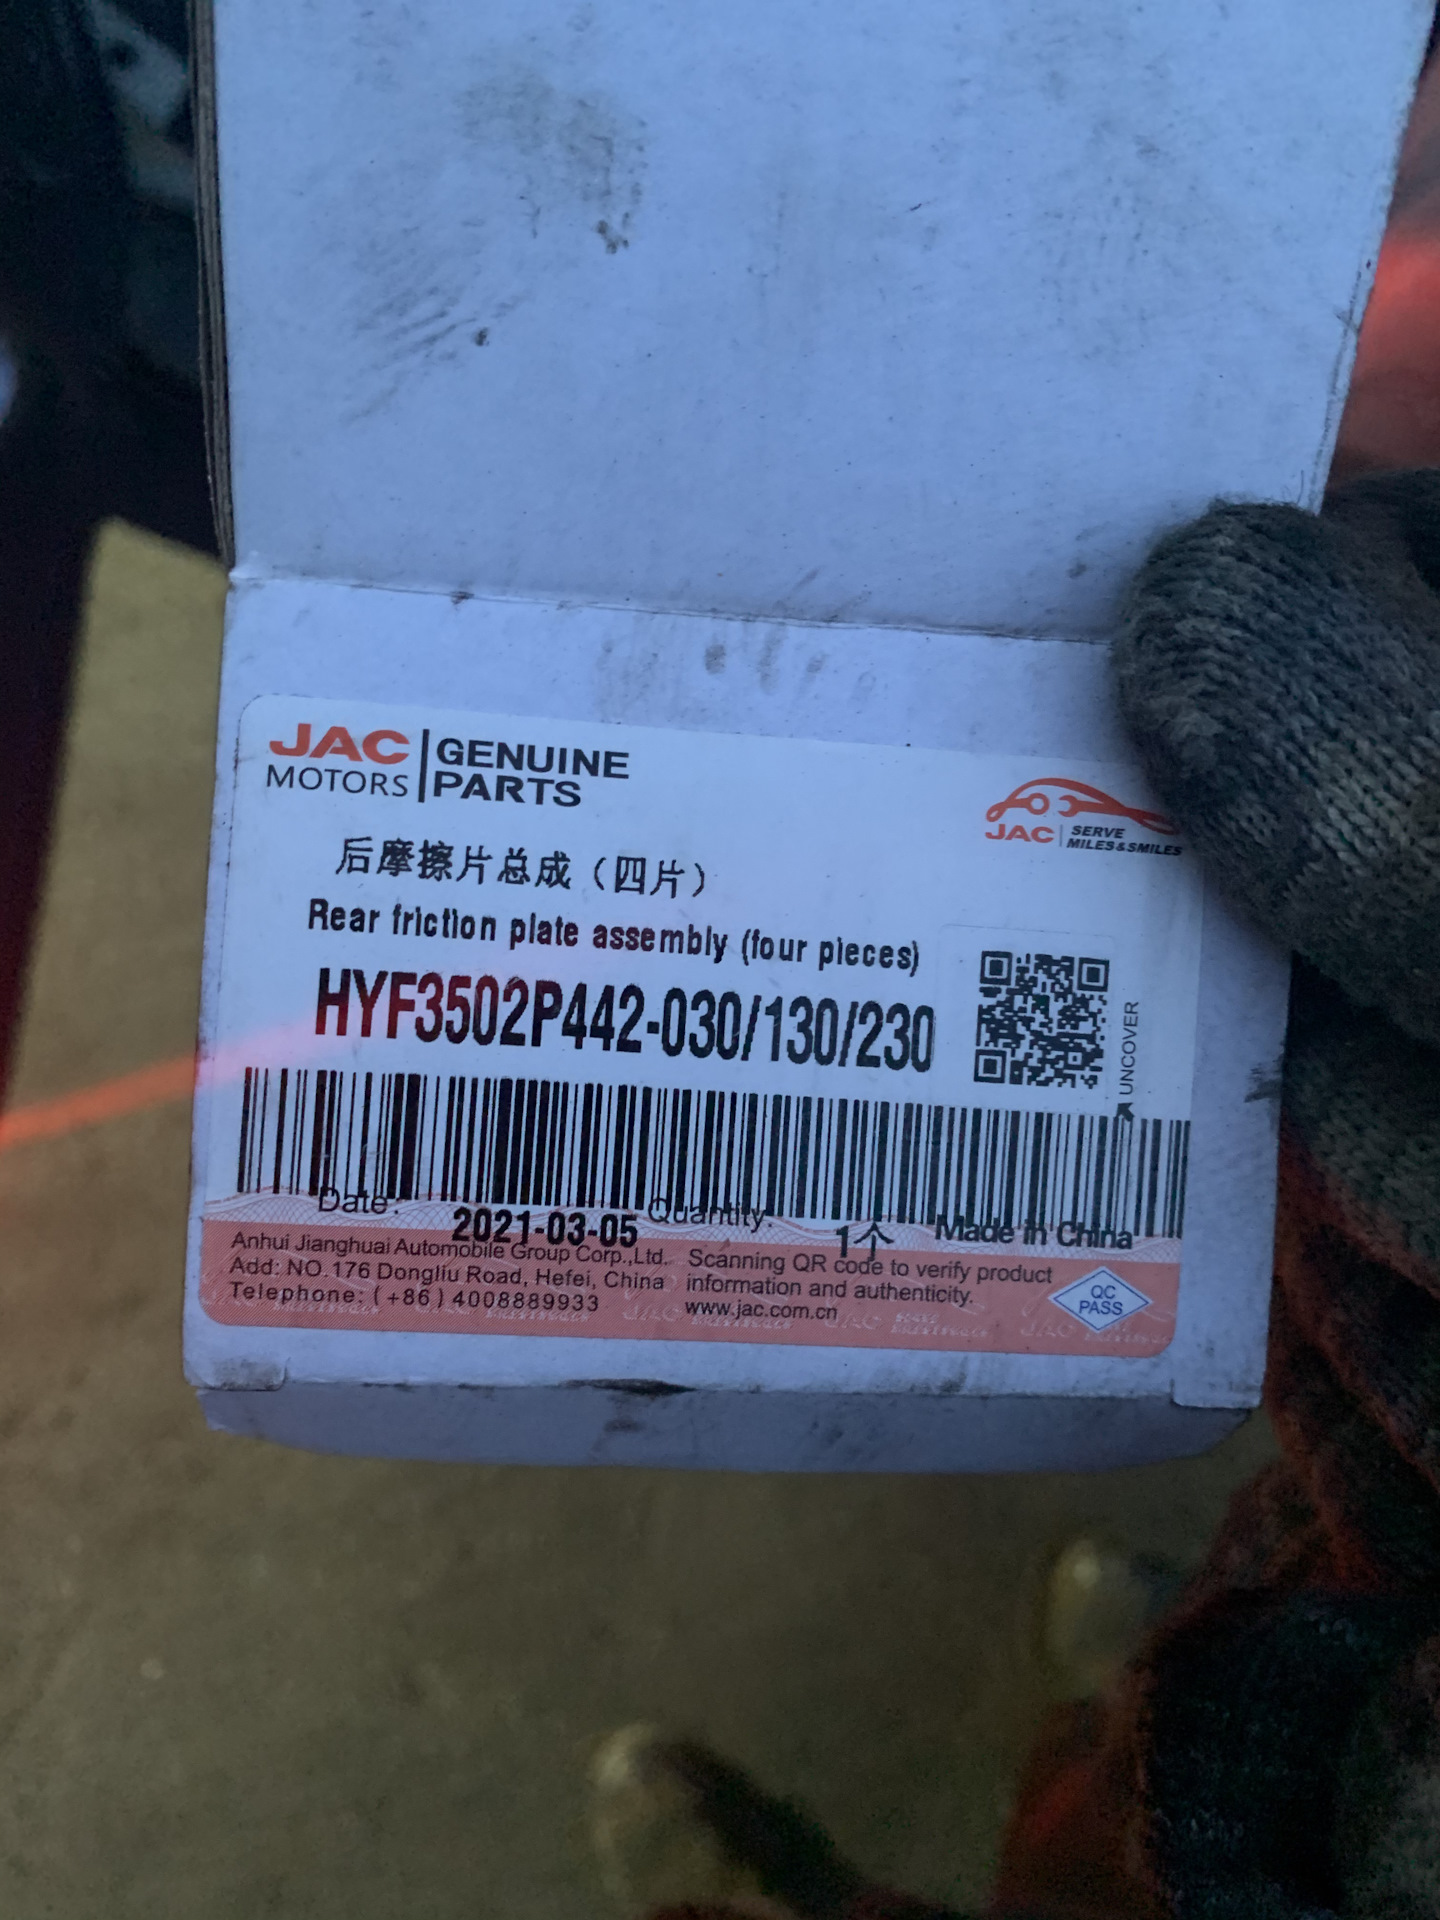 JAC
MOTORS
GENUINE
PARTS
JAC
SERVE
MILES&SMILES
后摩擦片总成（四片）
Rear friction plate assembly (four pieces)
HYF3502P442-030/130/230
UNCOVER
Date: 2021-03-05 Quantity: 1个 Made in China
Anhui Jianghuai Automobile Group Corp.,Ltd.
Add: NO.176 Dongliu Road, Hefei, China
Telephone: (+86) 4008889933
Scanning QR code to verify product
information and authenticity.
www.jac.com.cn
QC
PASS